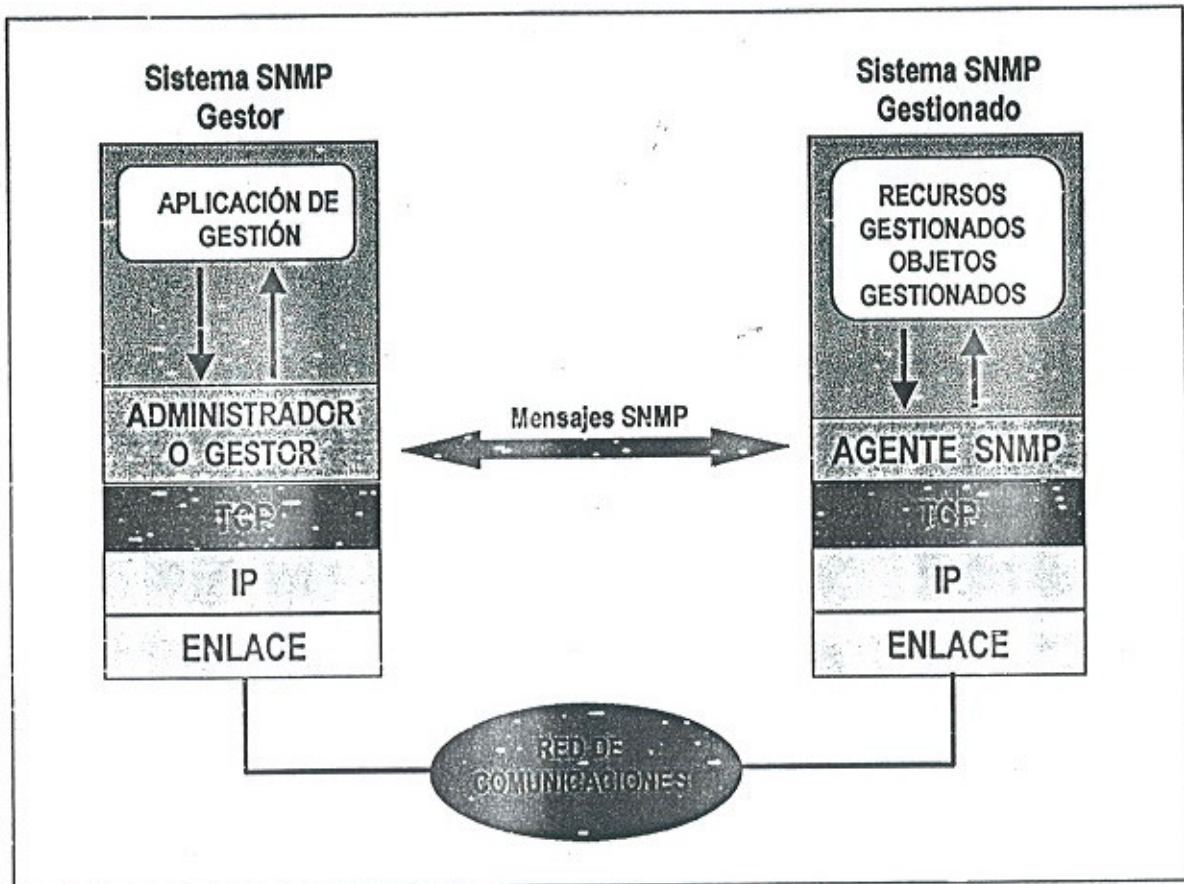 Sistema SNMP
Gestor
APLICACIÓN DE
GESTIÓN
ADMINISTRADOR
O GESTOR
TCP
IP
ENLACE
Mensajes SNMP
Sistema SNMP
Gestionado
RECURSOS
GESTIONADOS
OBJETOS
GESTIONADOS
AGENTE SNMP
TCP
IP
ENLACE
RED DE
COMUNICACIONES